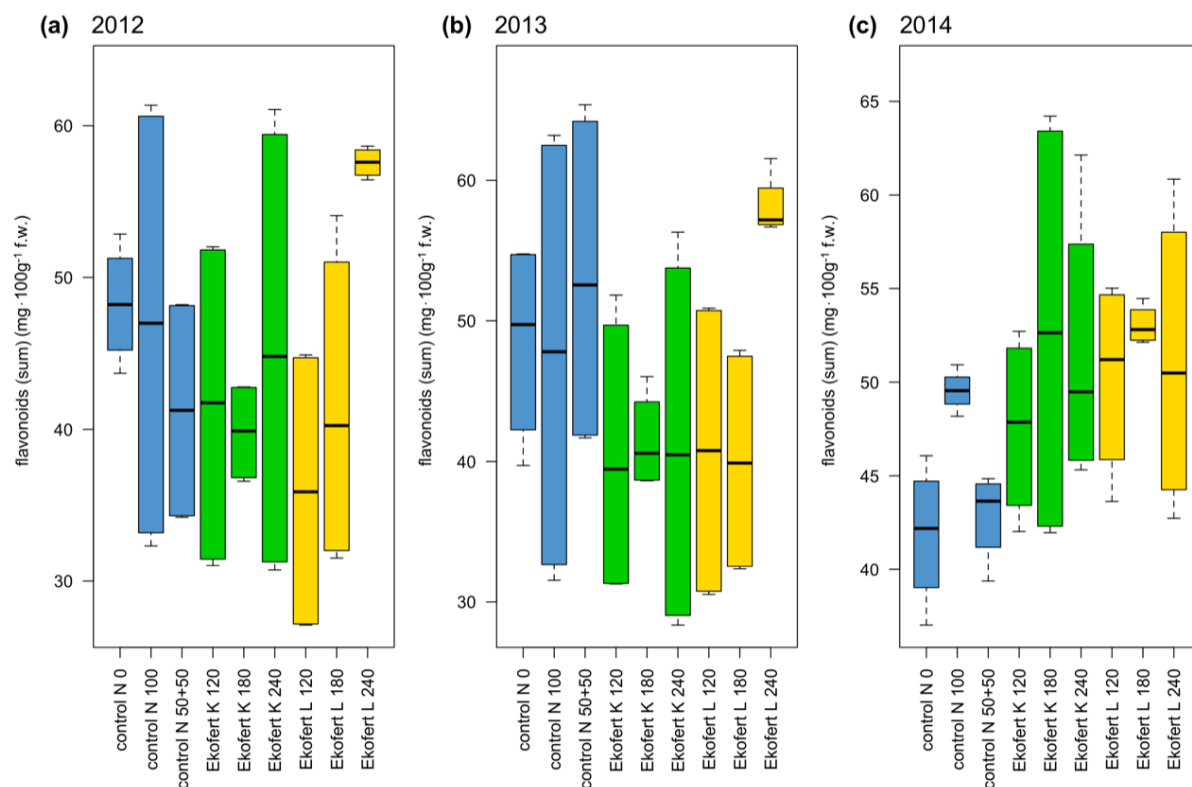 (a) 2012
flavonoids (sum) (mg · 100g⁻¹ f.w.)
60
50
40
30
control N 0
control N 100
control N 50+50
Ekofert K 120
Ekofert K 180
Ekofert K 240
Ekofert L 120
Ekofert L 180
Ekofert L 240
(b) 2013
flavonoids (sum) (mg · 100g⁻¹ f.w.)
60
50
40
30
control N 0
control N 100
control N 50+50
Ekofert K 120
Ekofert K 180
Ekofert K 240
Ekofert L 120
Ekofert L 180
Ekofert L 240
(c) 2014
flavonoids (sum) (mg · 100g⁻¹ f.w.)
65
60
55
50
45
40
control N 0
control N 100
control N 50+50
Ekofert K 120
Ekofert K 180
Ekofert K 240
Ekofert L 120
Ekofert L 180
Ekofert L 240